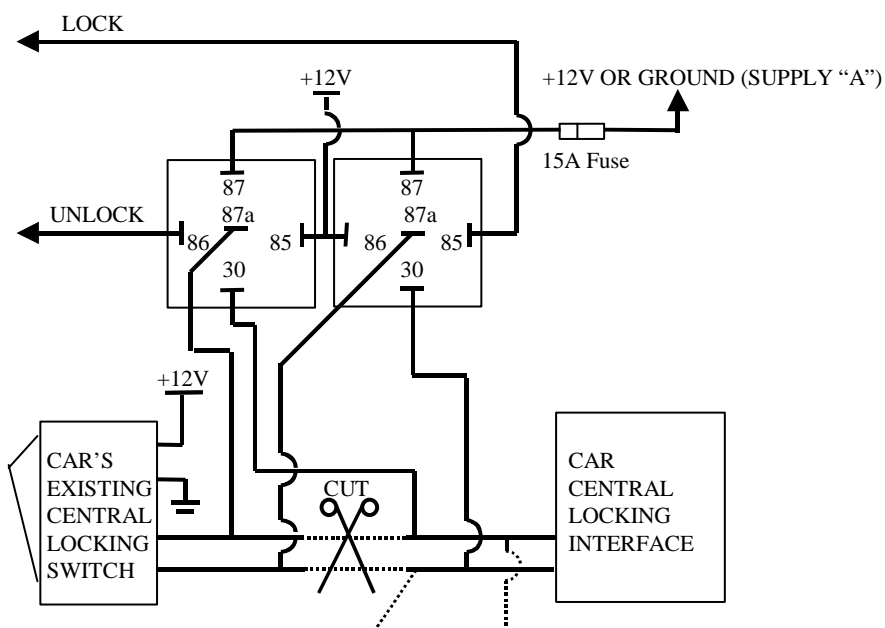 LOCK
+12V
+12V OR GROUND (SUPPLY “A”)
15A Fuse
87
87
UNLOCK
87a
87a
86
85
86
85
30
30
+12V
CAR’S
EXISTING
CENTRAL
LOCKING
SWITCH
CUT
CAR
CENTRAL
LOCKING
INTERFACE